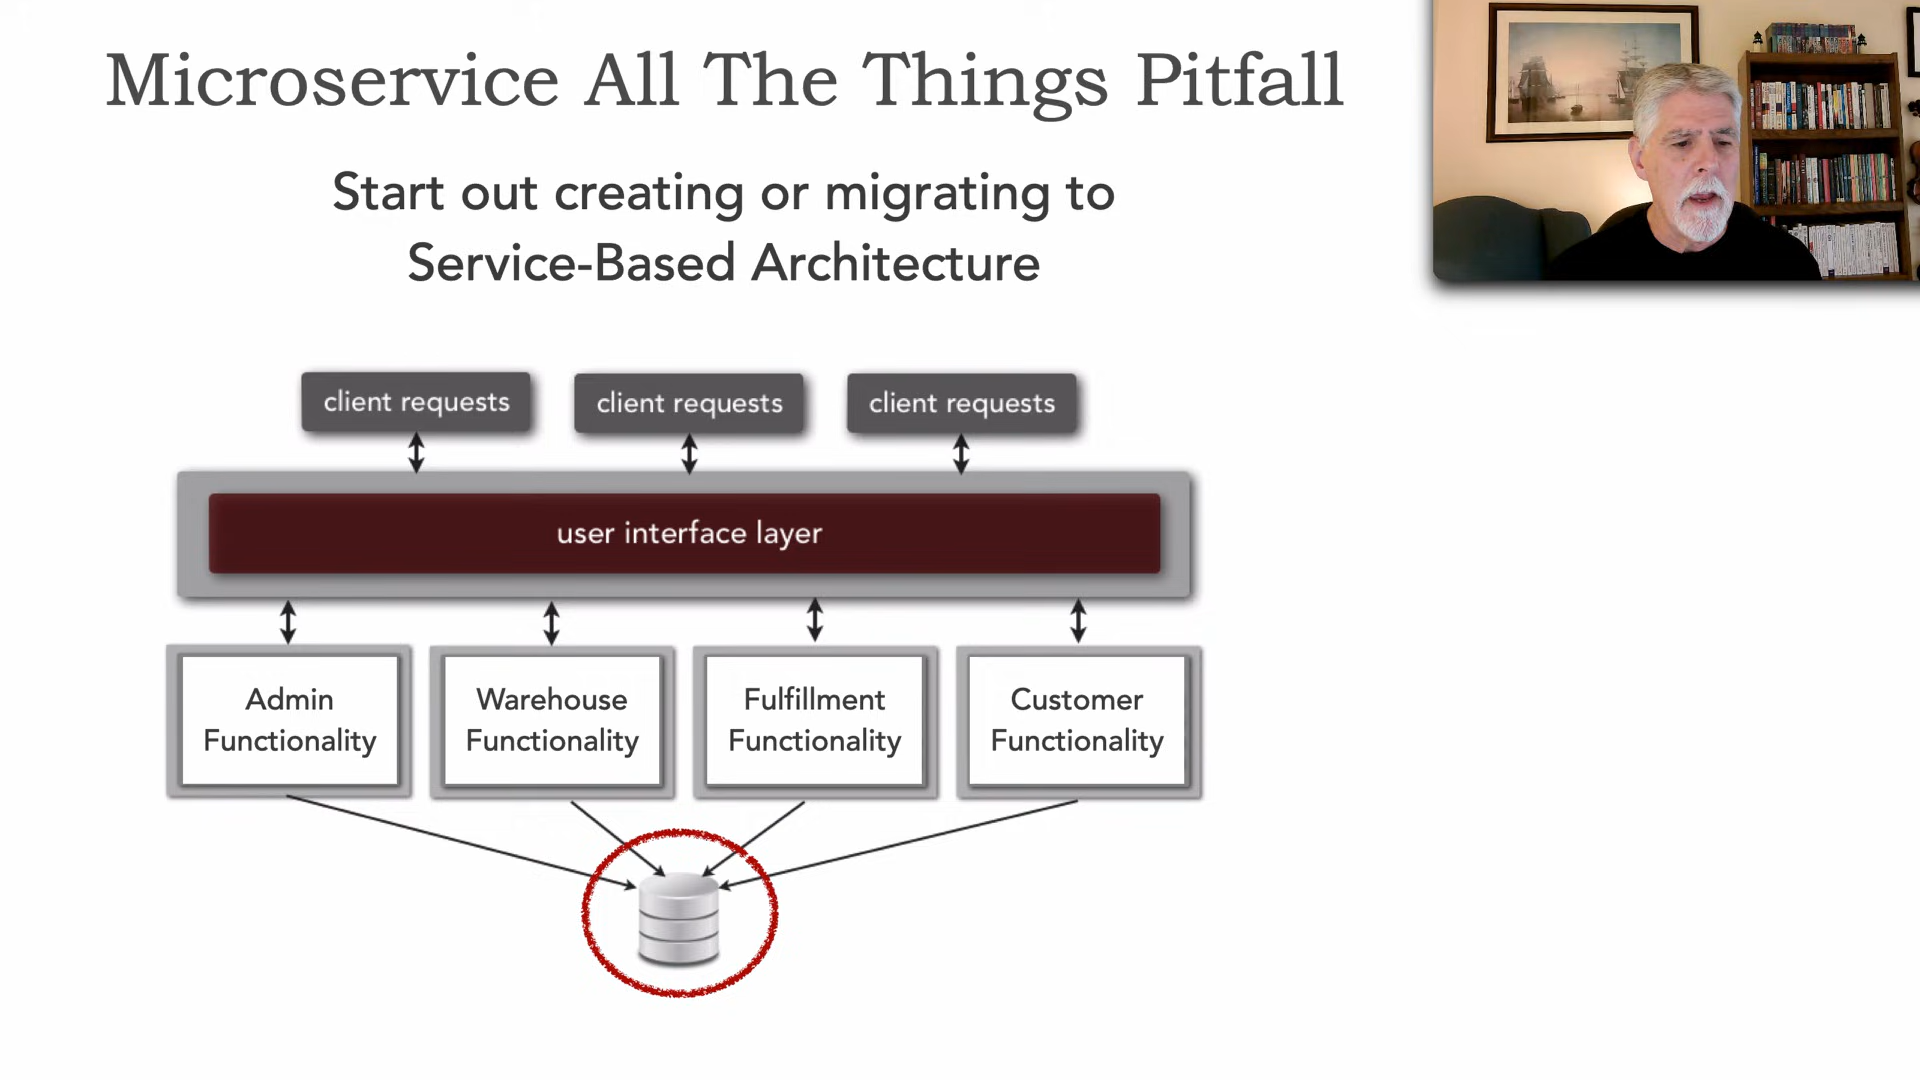 Microservice All The Things Pitfall
Start out creating or migrating to
Service-Based Architecture
client requests
client requests
client requests
user interface layer
Admin
Functionality
Warehouse
Functionality
Fulfillment
Functionality
Customer
Functionality